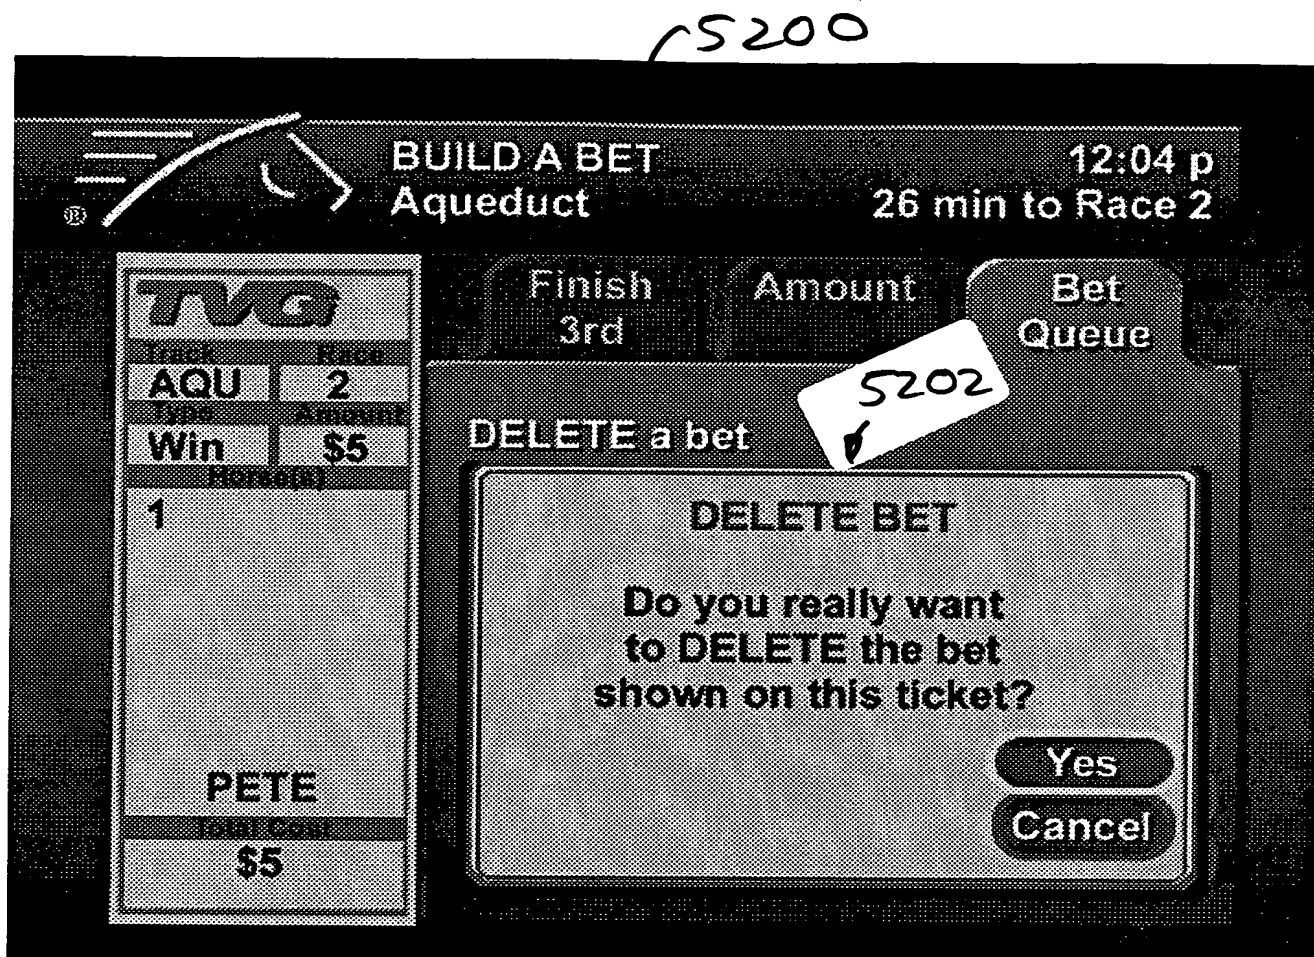 5200
BUILD A BET
12:04 p
Aqueduct
26 min to Race 2
®
TVG
Finish
3rd
Amount
Bet
Queue
Track Race
AQU 2
Type Amount
Win $5
Horse(s)
1
PETE
Total Cost
$5
5202
DELETE a bet
DELETE BET
Do you really want
to DELETE the bet
shown on this ticket?
Yes
Cancel